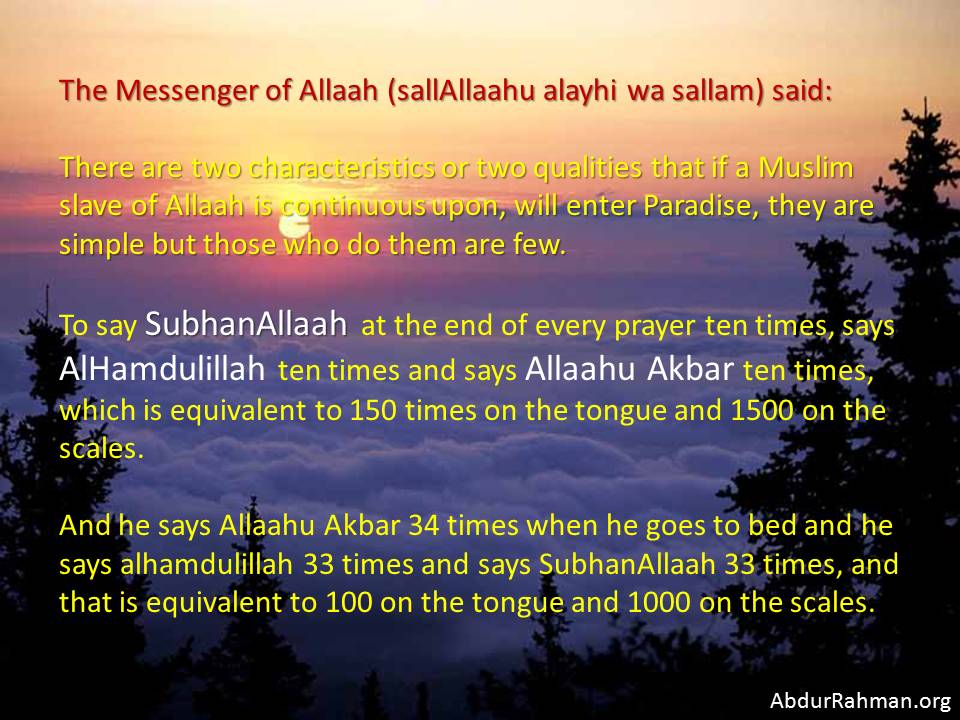 The Messenger of Allaah (sallAllaahu alayhi wa sallam) said:
There are two characteristics or two qualities that if a Muslim
slave of Allaah is continuous upon, will enter Paradise, they are
simple but those who do them are few.
To say SubhanAllaah at the end of every prayer ten times, says
AlHamdulillah ten times and says Allaahu Akbar ten times,
which is equivalent to 150 times on the tongue and 1500 on the
scales.
And he says Allaahu Akbar 34 times when he goes to bed and he
says alhamdulillah 33 times and says SubhanAllaah 33 times, and
that is equivalent to 100 on the tongue and 1000 on the scales.
AbdurRahman.org